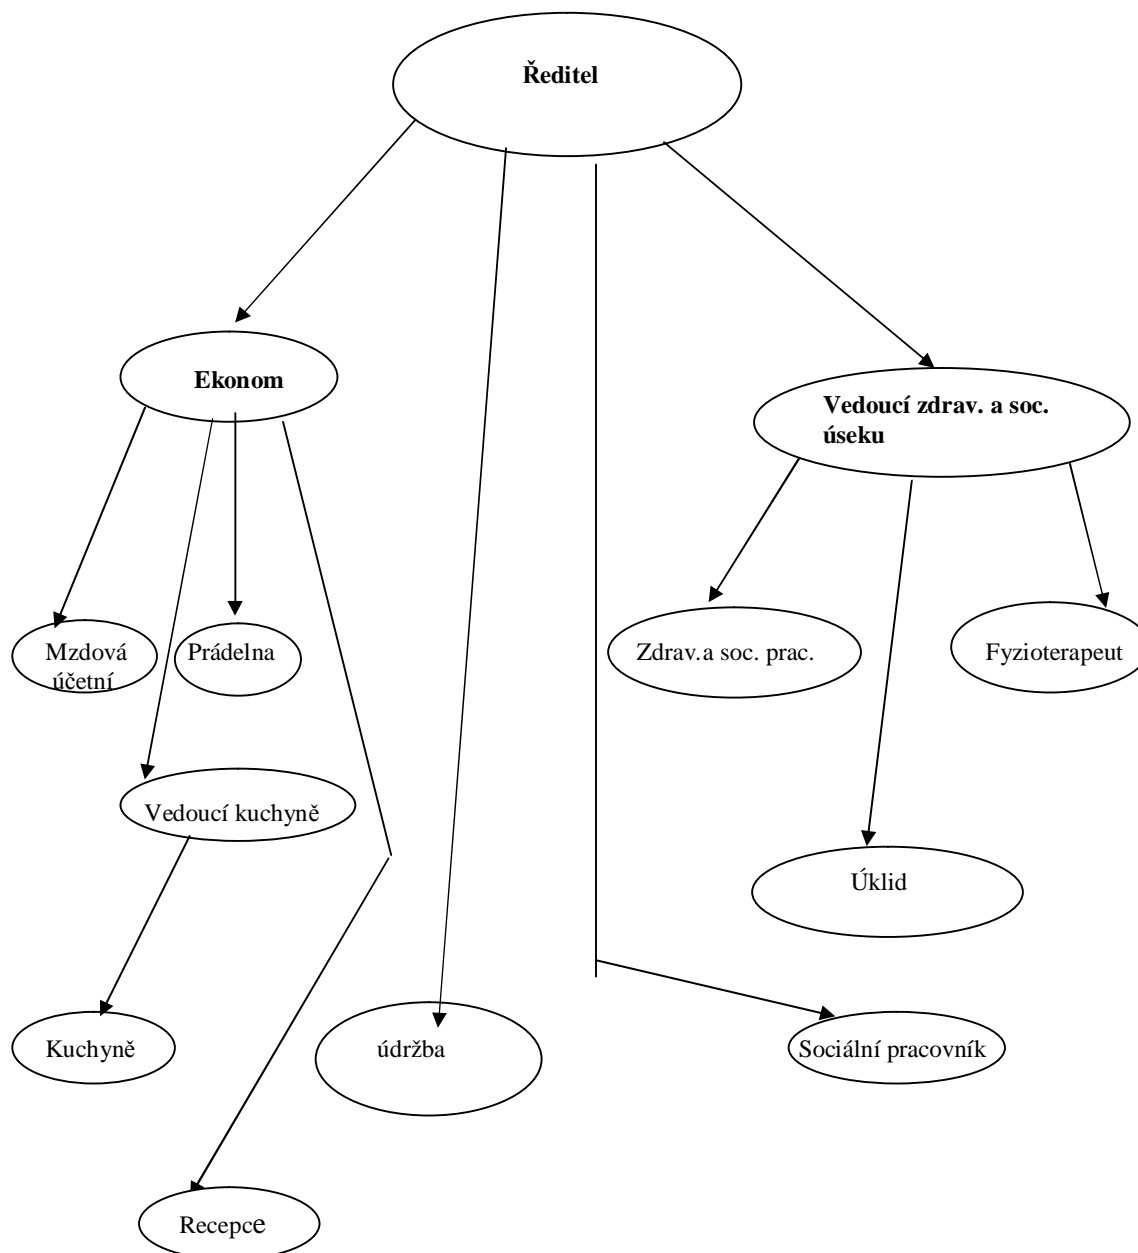 Ředitel
Ekonom
Vedoucí zdrav. a soc.
úseku
Mzdová
účetní
Prádelna
Zdrav.a soc. prac.
Fyzioterapeut
Vedoucí kuchyně
Úklid
Kuchyně
údržba
Sociální pracovník
Recepce